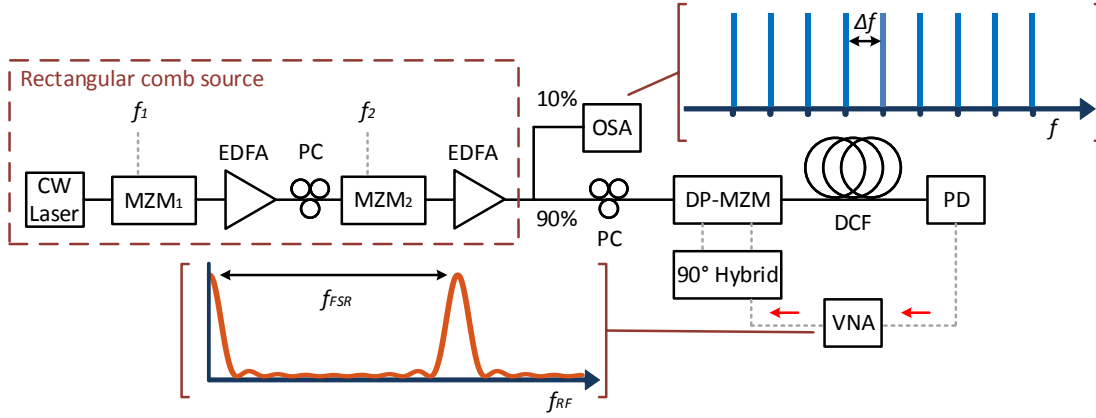 Δf
Rectangular comb source
f1
f2
10%
OSA
f
EDFA
PC
EDFA
CW
Laser
MZM1
MZM2
90%
PC
DP-MZM
DCF
PD
90° Hybrid
fFSR
VNA
fRF